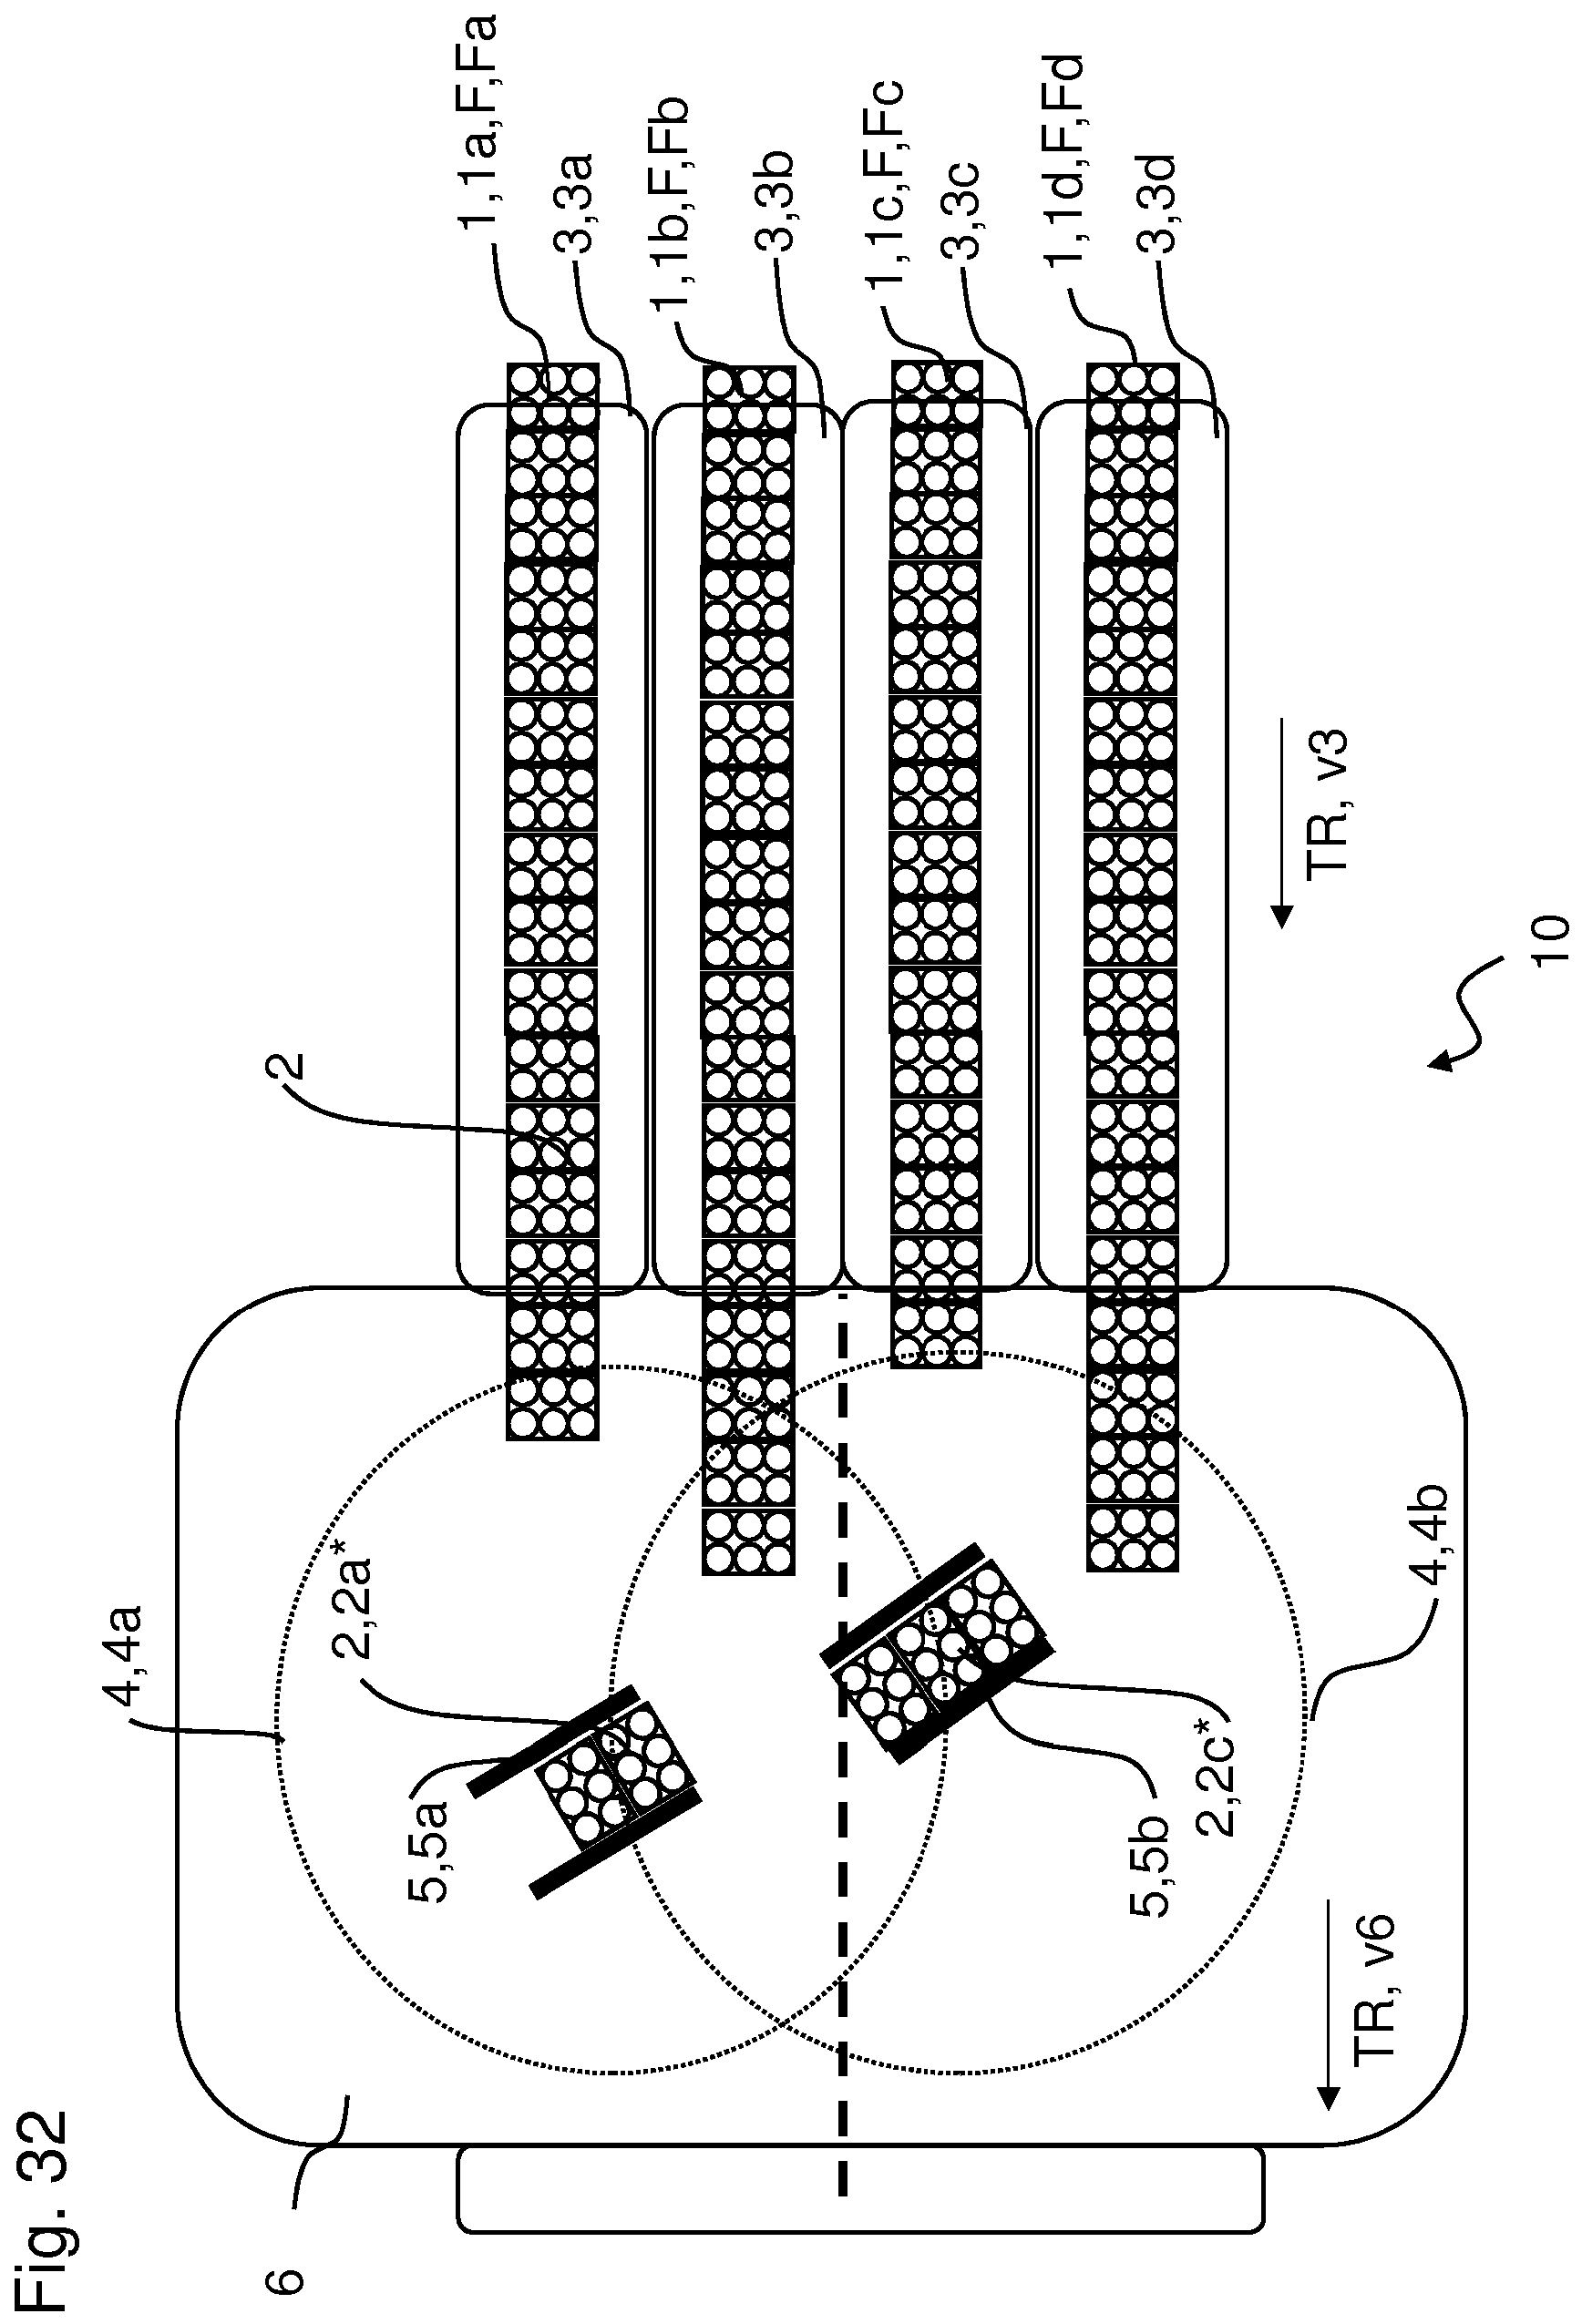 Fig. 32
6
4,4a
2,2a*
5,5a
2
1,1a,F,Fa
3,3a
1,1b,F,Fb
3,3b
1,1c,F,Fc
3,3c
1,1d,F,Fd
3,3d
5,5b
2,2c*
4,4b
TR, v6
TR, v3
10